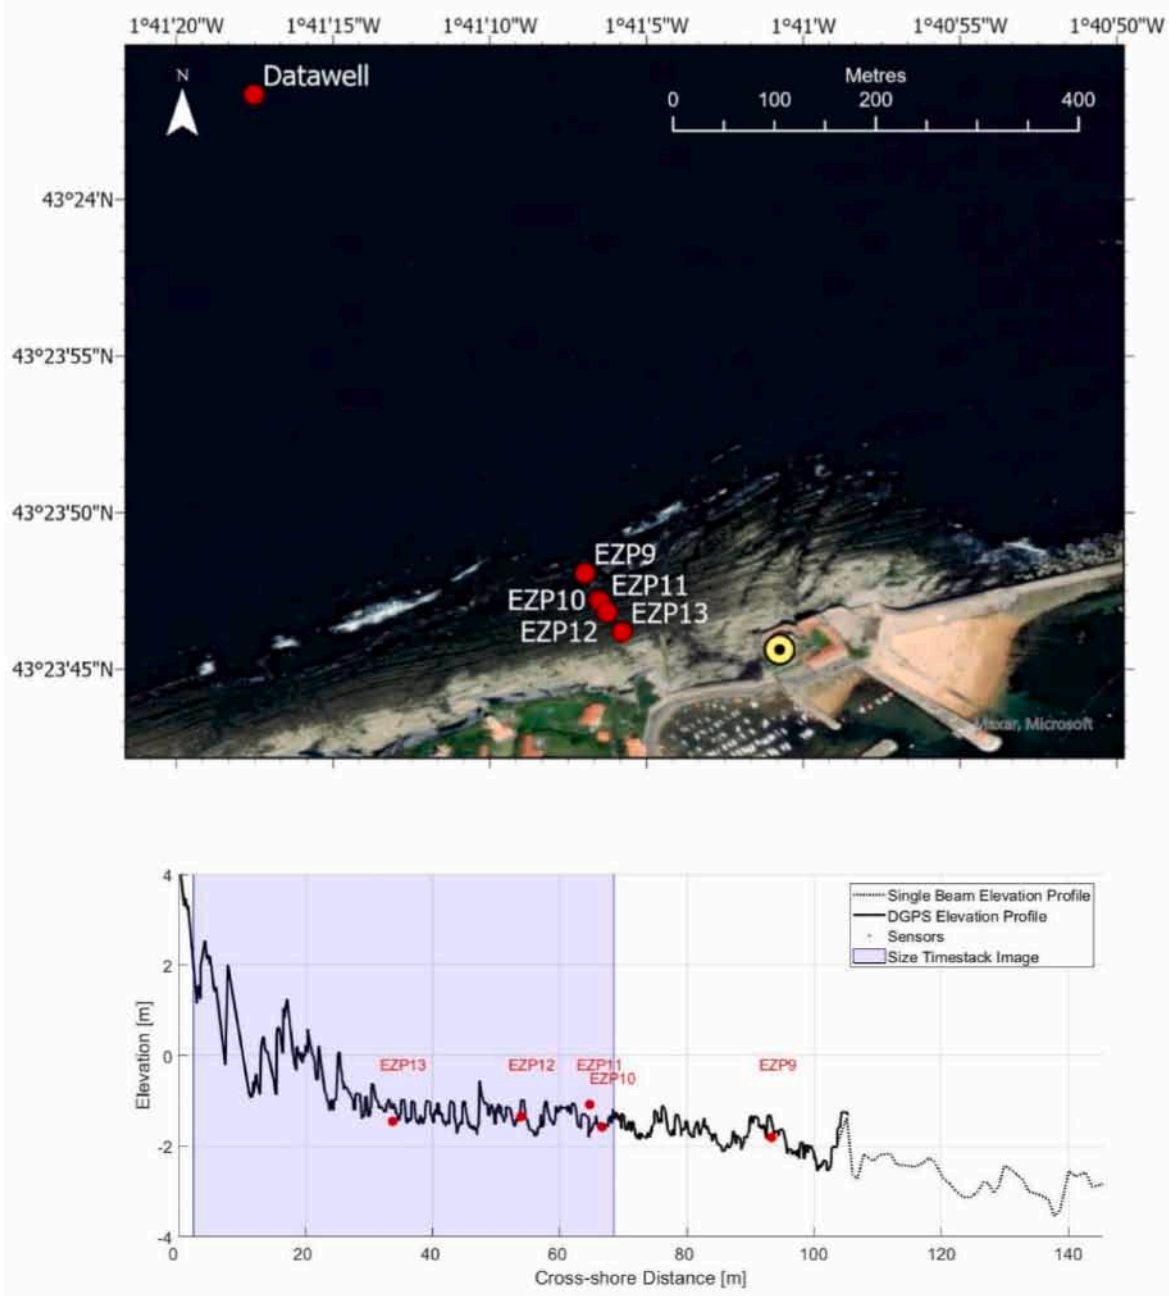 1°41'20"W 1°41'15"W 1°41'10"W 1°41'5"W 1°41'W 1°40'55"W 1°40'50"W
N
Datawell
Metres
0 100 200 400
43°24'N
43°23'55"N
43°23'50"N
43°23'45"N
EZP9
EZP11
EZP10
EZP13
EZP12
Maxar, Microsoft
4
2
0
-2
-4
Elevation [m]
Single Beam Elevation Profile
DGPS Elevation Profile
Sensors
Size Timestack Image
EZP13 EZP12 EZP11 EZP9
EZP10
0 20 40 60 80 100 120 140
Cross-shore Distance [m]